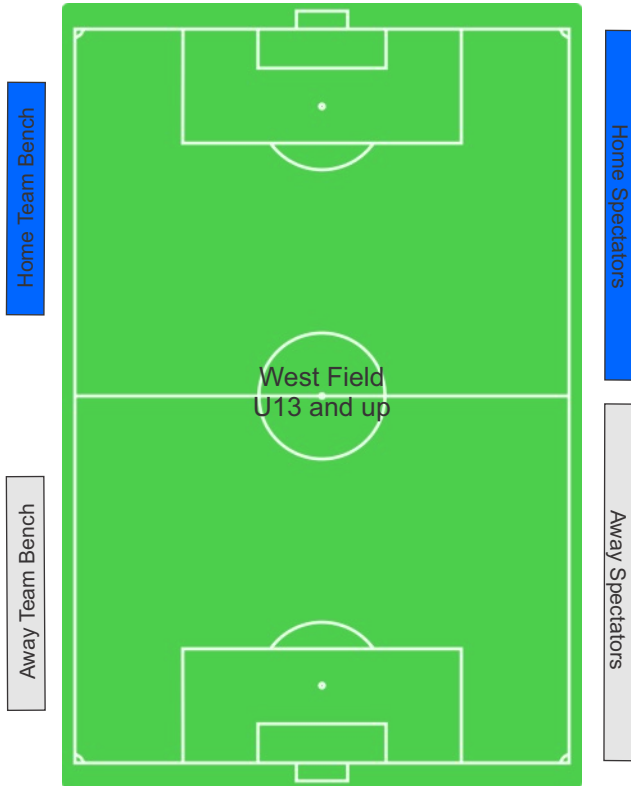 Home Team Bench
Home Spectators
West Field
U13 and up
Away Team Bench
Away Spectators